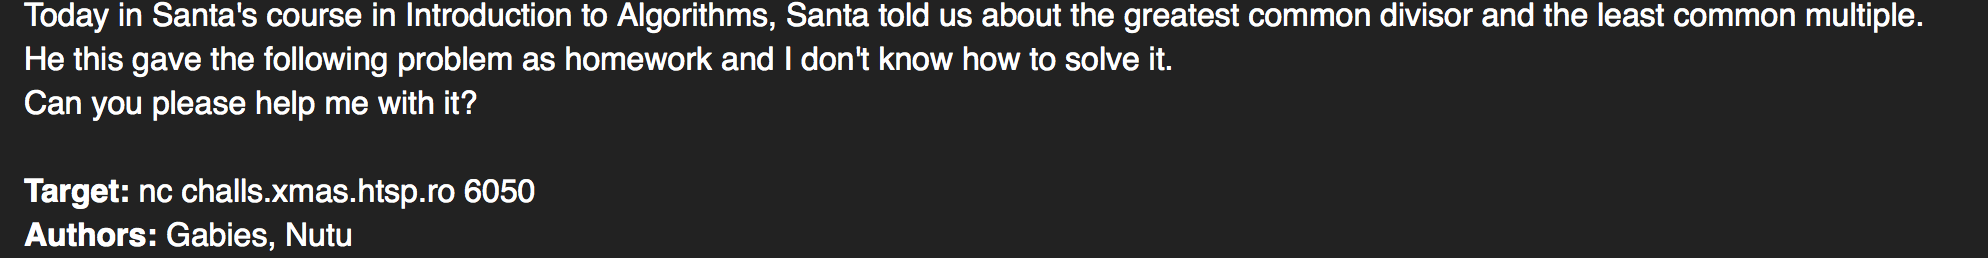 Today in Santa's course in Introduction to Algorithms, Santa told us about the greatest common divisor and the least common multiple.
He this gave the following problem as homework and I don't know how to solve it.
Can you please help me with it?
Target: nc challs.xmas.htsp.ro 6050
Authors: Gabies, Nutu